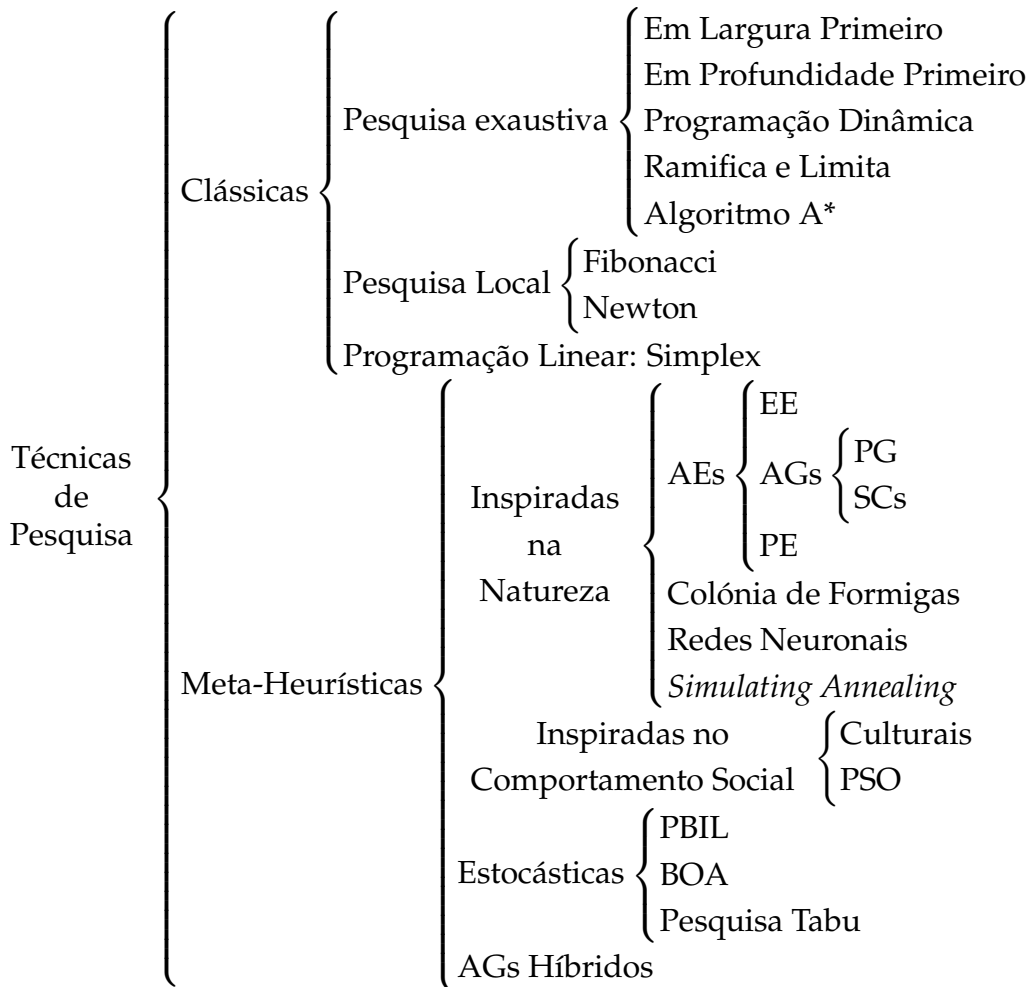 Técnicas
de
Pesquisa
Clássicas
Pesquisa exaustiva
Em Largura Primeiro
Em Profundidade Primeiro
Programação Dinâmica
Ramifica e Limita
Algoritmo A*
Pesquisa Local
Fibonacci
Newton
Programação Linear: Simplex
Meta-Heurísticas
Inspiradas
na
Natureza
AEs
EE
AGs
PG
SCs
PE
Colónia de Formigas
Redes Neuronais
Simulating Annealing
Inspiradas no
Comportamento Social
Culturais
PSO
Estocásticas
PBIL
BOA
Pesquisa Tabu
AGs Híbridos